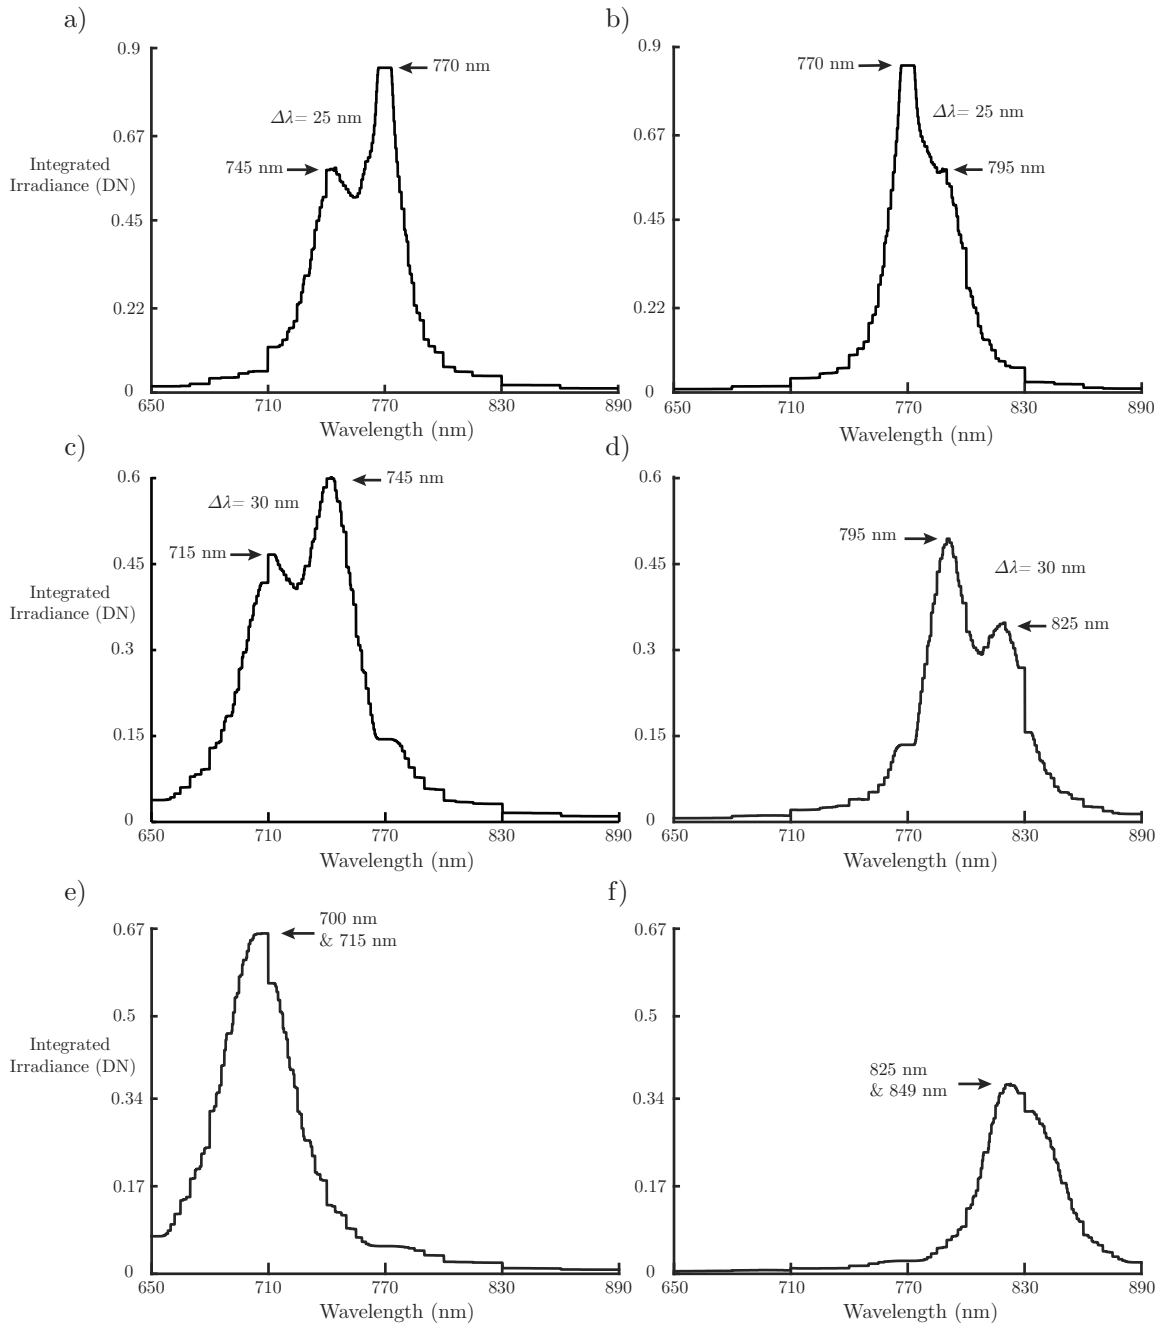 a)
0.9
0.67
0.45
0.22
0
Integrated
Irradiance (DN)
770 nm
Δλ= 25 nm
745 nm
650 710 770 830 890
Wavelength (nm)
b)
0.9
0.67
0.45
0.22
0
770 nm
Δλ= 25 nm
795 nm
650 710 770 830 890
Wavelength (nm)
c)
0.6
0.45
0.3
0.15
0
Integrated
Irradiance (DN)
745 nm
Δλ= 30 nm
715 nm
650 710 770 830 890
Wavelength (nm)
d)
0.6
0.45
0.3
0.15
0
795 nm
Δλ= 30 nm
825 nm
650 710 770 830 890
Wavelength (nm)
e)
0.67
0.5
0.34
0.17
0
Integrated
Irradiance (DN)
700 nm
& 715 nm
650 710 770 830 890
Wavelength (nm)
f)
0.67
0.5
0.34
0.17
0
825 nm
& 849 nm
650 710 770 830 890
Wavelength (nm)